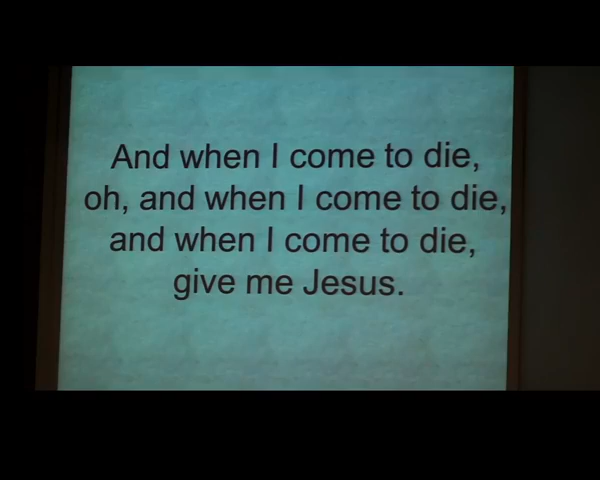 And when I come to die,
oh, and when I come to die,
and when I come to die,
give me Jesus.